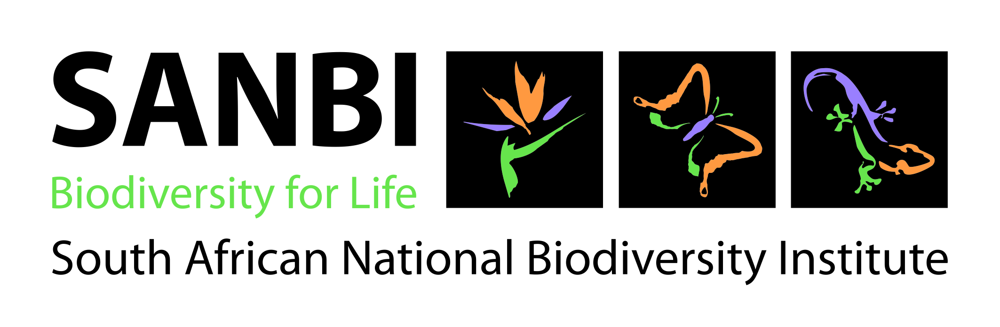 SANBI
Biodiversity for Life
South African National Biodiversity Institute